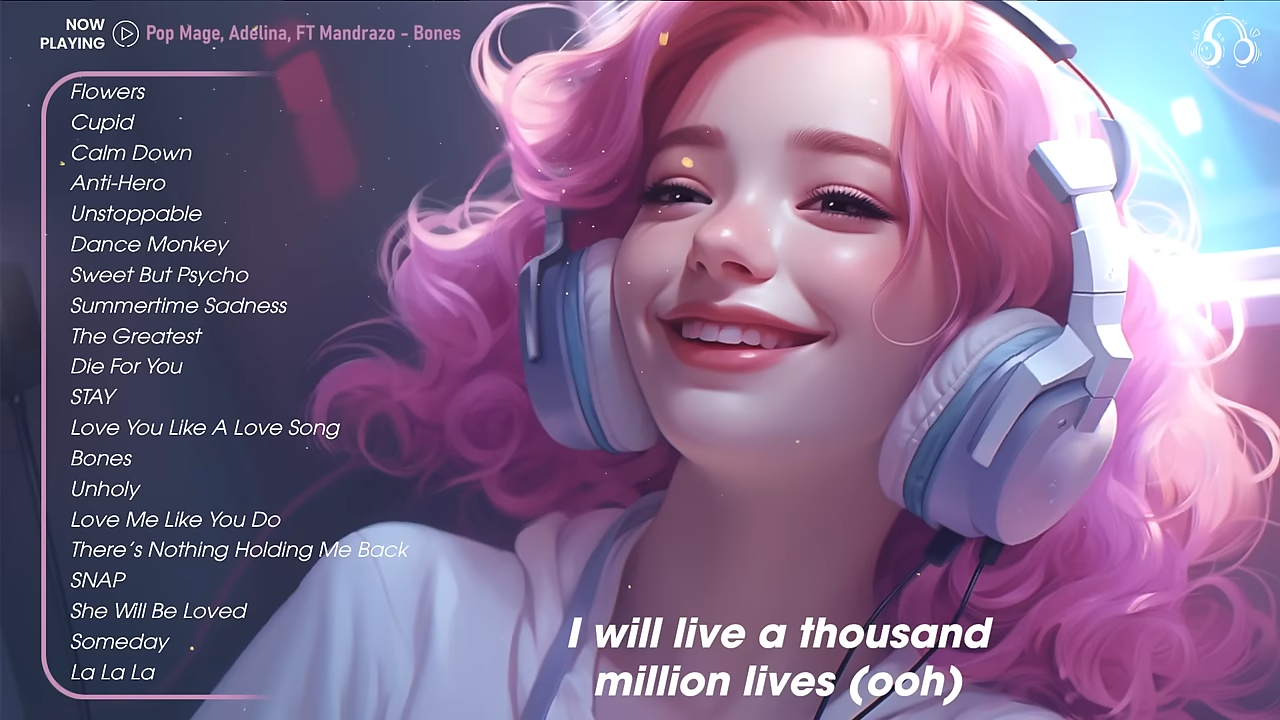 NOW
PLAYING
Pop Mage, Adelina, FT Mandrazo - Bones
Flowers
Cupid
Calm Down
Anti-Hero
Unstoppable
Dance Monkey
Sweet But Psycho
Summertime Sadness
The Greatest
Die For You
STAY
Love You Like A Love Song
Bones
Unholy
Love Me Like You Do
There's Nothing Holding Me Back
SNAP
She Will Be Loved
Someday
La La La
I will live a thousand
million lives (ooh)